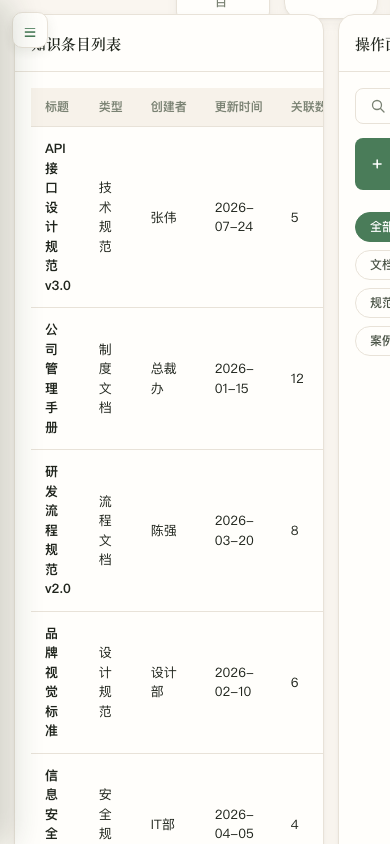 目
知识条目列表
操作
标题 类型 创建者 更新时间 关联数
API
接
口
设
计
规
范
v3.0
技
术
规
范
张伟
2026-
07-24
5
公
司
管
理
手
册
制
度
文
档
总裁
办
2026-
01-15
12
研
发
流
程
规
范
v2.0
流
程
文
档
陈强
2026-
03-20
8
品
牌
视
觉
标
准
设
计
规
范
设计
部
2026-
02-10
6
信
息
安
全
安
全
规
IT部
2026-
04-05
4
+
全部
文档
规范
案例